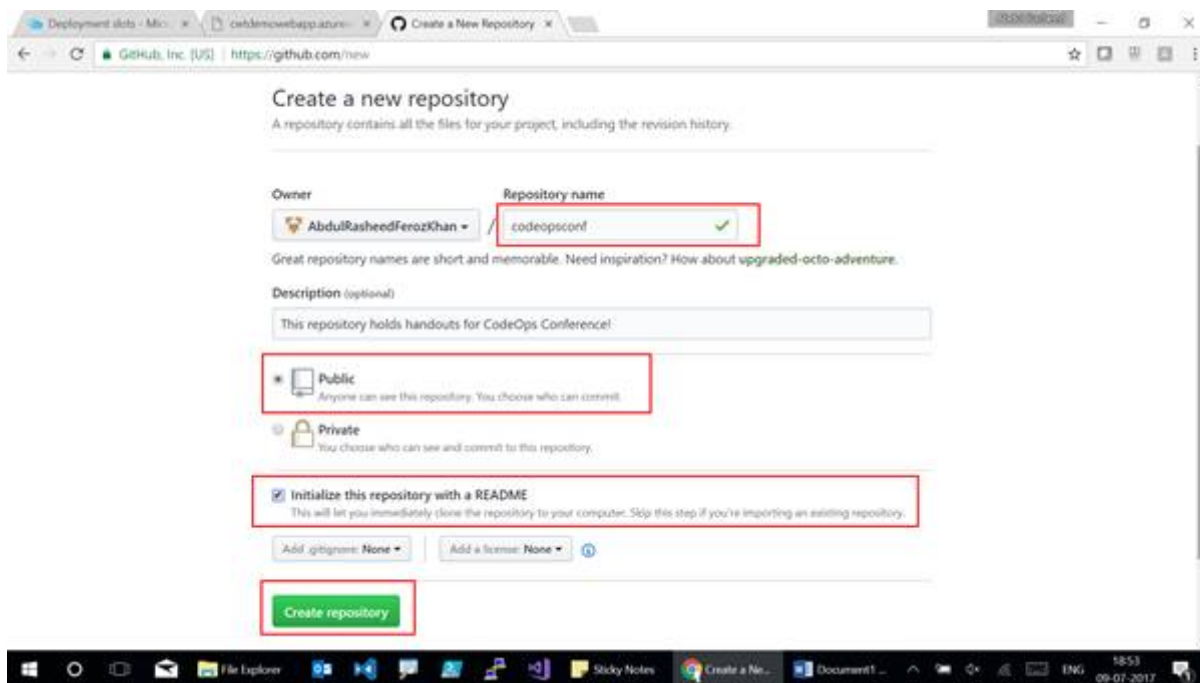 Deployment slots - Mic
cwtdemowebapp.azure
Create a New Repository
GitHub, Inc. [US] | https://github.com/new
Create a new repository
A repository contains all the files for your project, including the revision history.
Owner
Repository name
AbdulRasheedFerozKhan
/
codeopsconf
Great repository names are short and memorable. Need inspiration? How about upgraded-octo-adventure.
Description (optional)
This repository holds handouts for CodeOps Conference!
Public
Anyone can see this repository. You choose who can commit.
Private
You choose who can see and commit to this repository.
Initialize this repository with a README
This will let you immediately clone the repository to your computer. Skip this step if you're importing an existing repository.
Add .gitignore: None
Add a license: None
Create repository
File Explorer
Sticky Notes
Create a Ne...
Document1 ...
ENG
18:53
09-07-2017